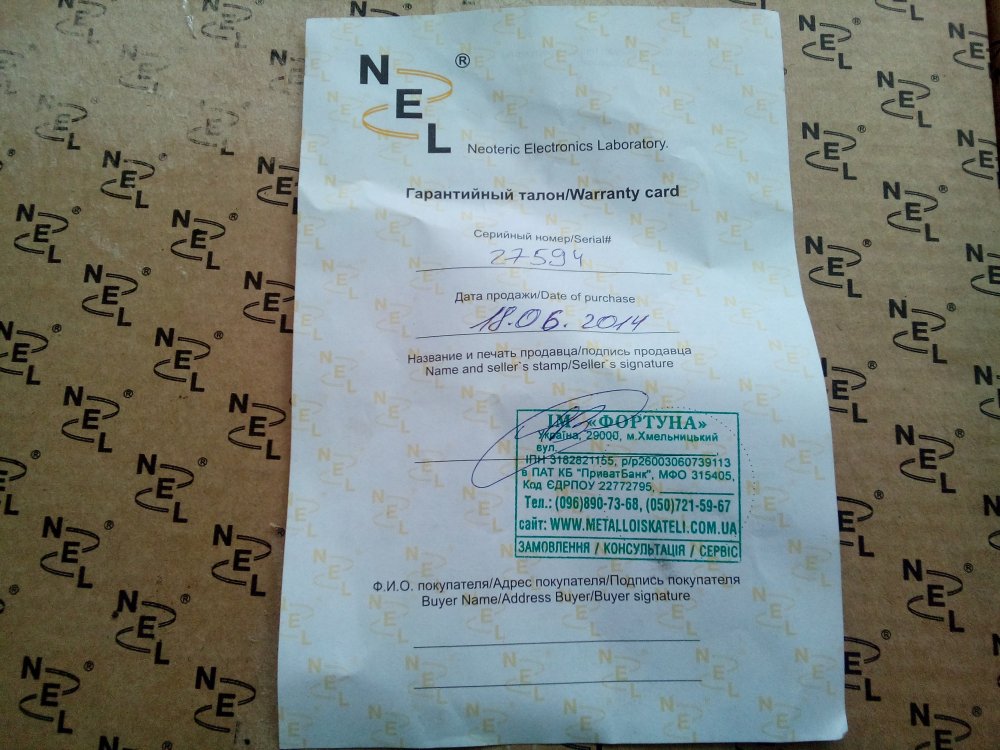 NEL®
Neoteric Electronics Laboratory.
Гарантийный талон/Warranty card
Серийный номер/Serial#
27594
Дата продажи/Date of purchase
18.06.2014
Название и печать продавца/подпись продавца
Name and seller`s stamp/Seller`s signature
ІМ. «ФОРТУНА»
Україна, 29000, м.Хмельницький
вул.
ІПН 3182821155, р/р26003060739113
в ПАТ КБ "ПриватБанк", МФО 315405,
Код ЄДРПОУ 22772795,
Тел.: (096)890-73-68, (050)721-59-67
сайт: WWW.METALLOISKATELI.COM.UA
ЗАМОВЛЕННЯ / КОНСУЛЬТАЦІЯ / СЕРВІС
Ф.И.О. покупателя/Адрес покупателя/Подпись покупателя
Buyer Name/Address Buyer/Buyer signature